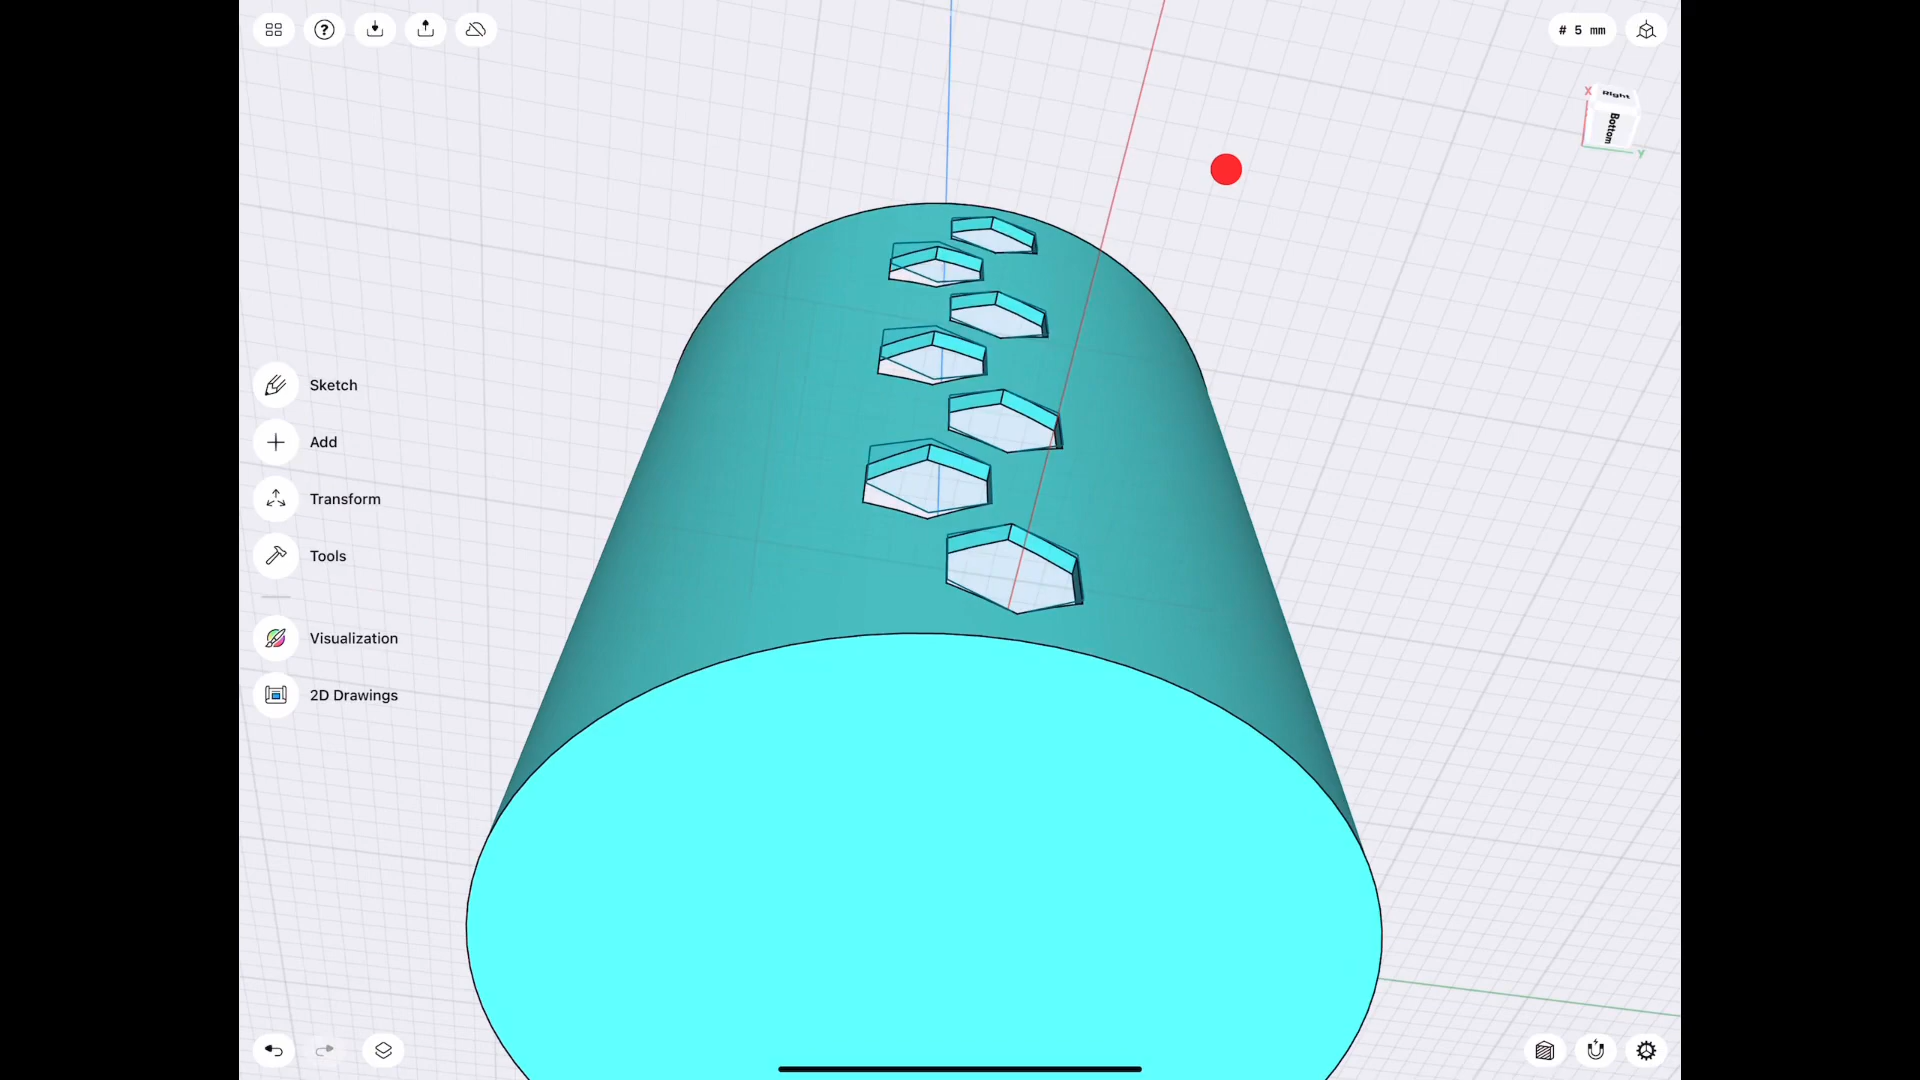 # 5 mm
X
Right
Bottom
Y
Sketch
Add
Transform
Tools
Visualization
2D Drawings